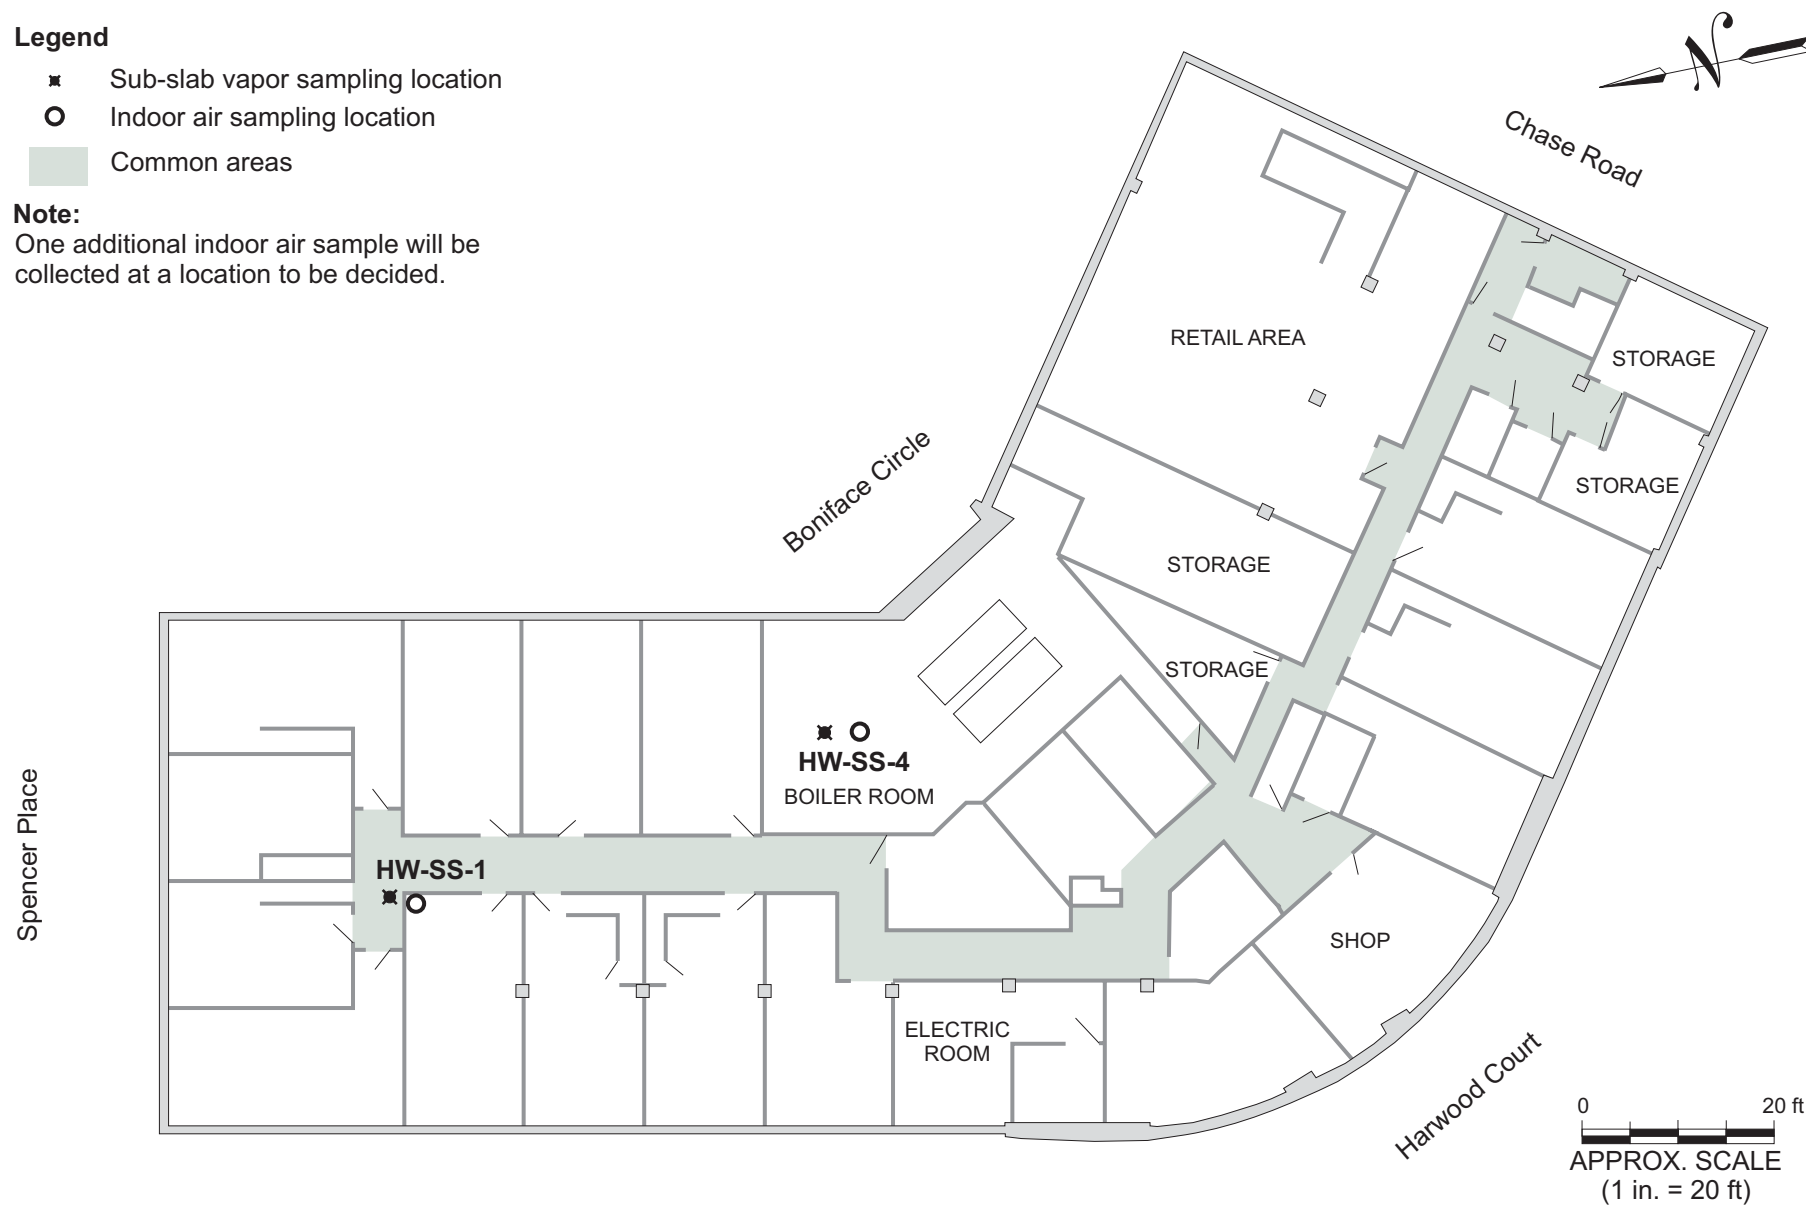 Legend
Sub-slab vapor sampling location
Indoor air sampling location
Common areas
Note:
One additional indoor air sample will be
collected at a location to be decided.
N
Chase Road
RETAIL AREA
STORAGE
STORAGE
Boniface Circle
STORAGE
STORAGE
HW-SS-4
BOILER ROOM
Spencer Place
HW-SS-1
SHOP
ELECTRIC
ROOM
Harwood Court
0 20 ft
APPROX. SCALE
(1 in. = 20 ft)